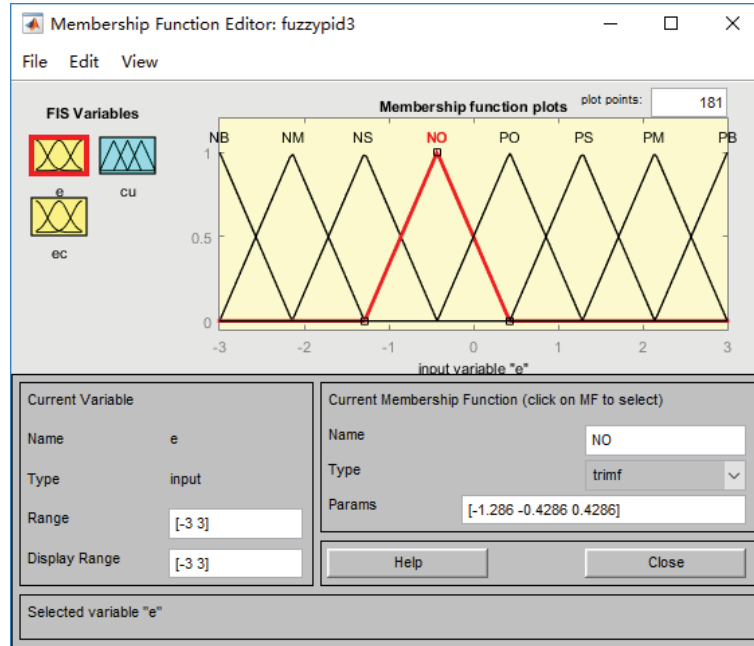 Membership Function Editor: fuzzypid3
File Edit View
FIS Variables
e
cu
ec
Membership function plots
plot points:
181
NB NM NS NO PO PS PM PB
1
0.5
0
-3 -2 -1 0 1 2 3
input variable "e"
Current Variable
Name e
Type input
Range [-3 3]
Display Range [-3 3]
Current Membership Function (click on MF to select)
Name NO
Type trimf
Params [-1.286 -0.4286 0.4286]
Help Close
Selected variable "e"